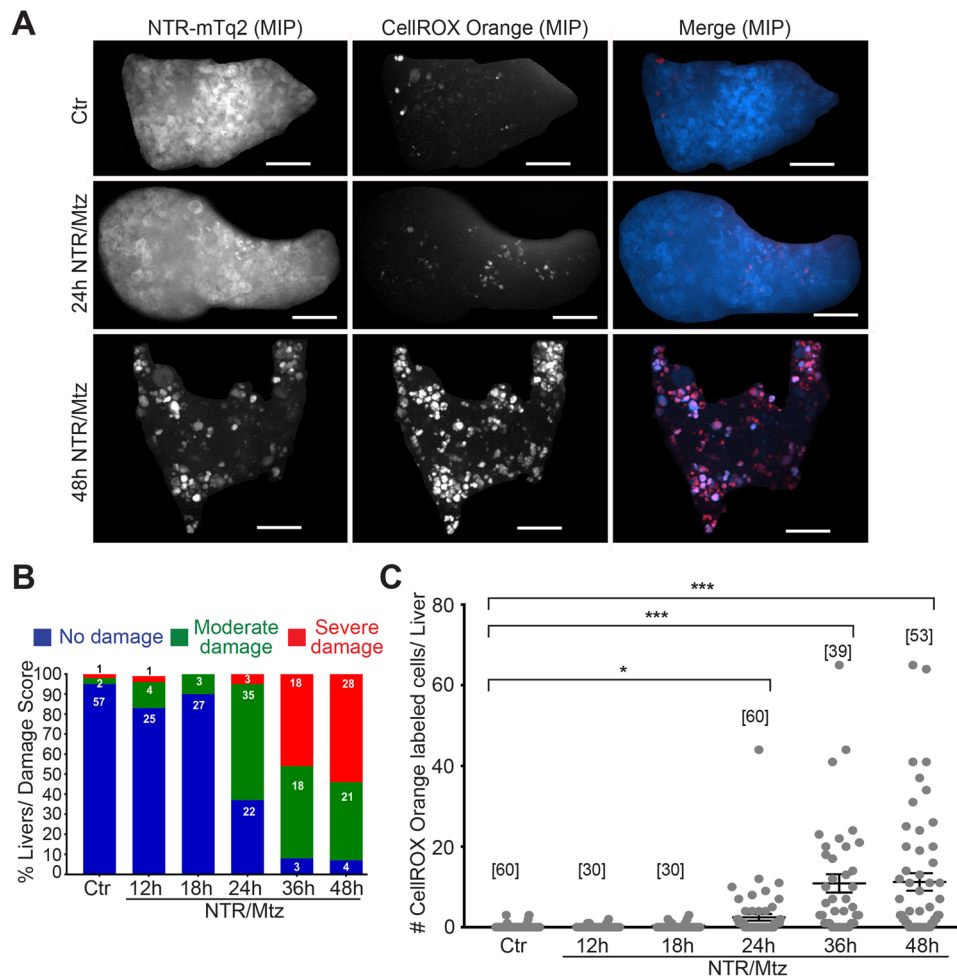 A
NTR-mTq2 (MIP)
CellROX Orange (MIP)
Merge (MIP)
Ctr
24h NTR/Mtz
48h NTR/Mtz
B
No damage
Moderate
damage
Severe
damage
% Livers/ Damage Score
100
90
80
70
60
50
40
30
20
10
0
1
2
57
1
4
25
3
27
3
35
22
18
18
3
28
21
4
Ctr
12h
18h
24h
36h
48h
NTR/Mtz
C
# CellROX Orange labeled cells/ Liver
80
60
40
20
0
***
***
*
[60]
[30]
[30]
[60]
[39]
[53]
Ctr
12h
18h
24h
36h
48h
NTR/Mtz